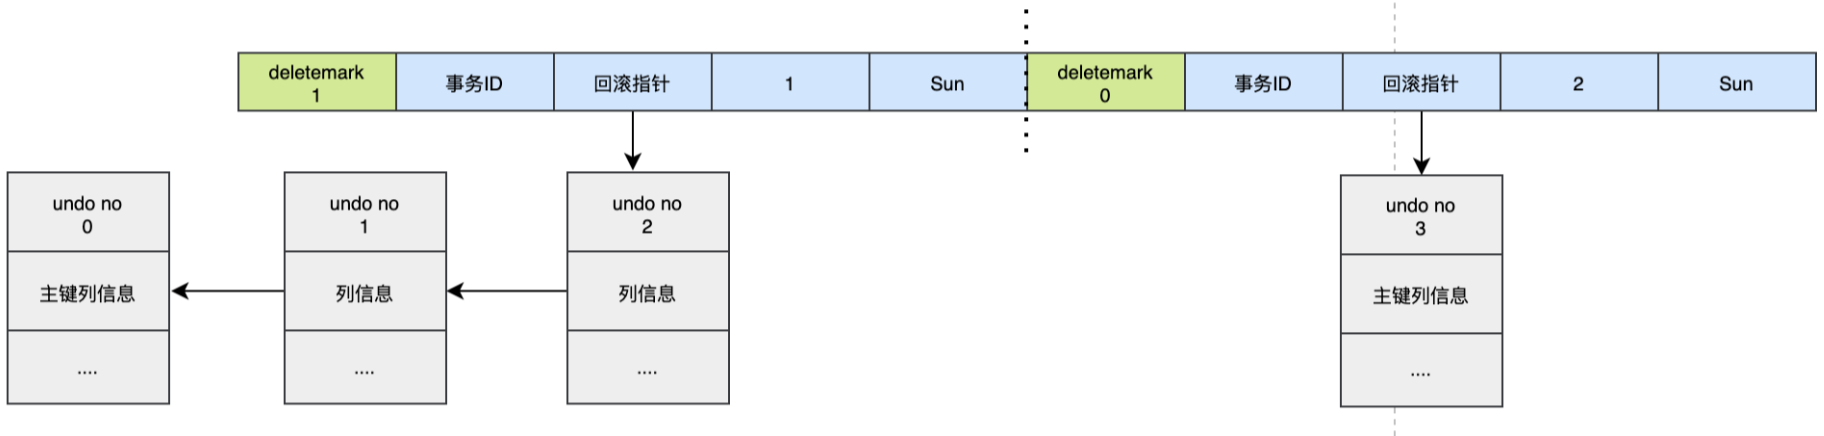 deletemark
1
事务ID
回滚指针
1
Sun
deletemark
0
事务ID
回滚指针
2
Sun
undo no
0
主键列信息
....
undo no
1
列信息
....
undo no
2
列信息
....
undo no
3
主键列信息
....